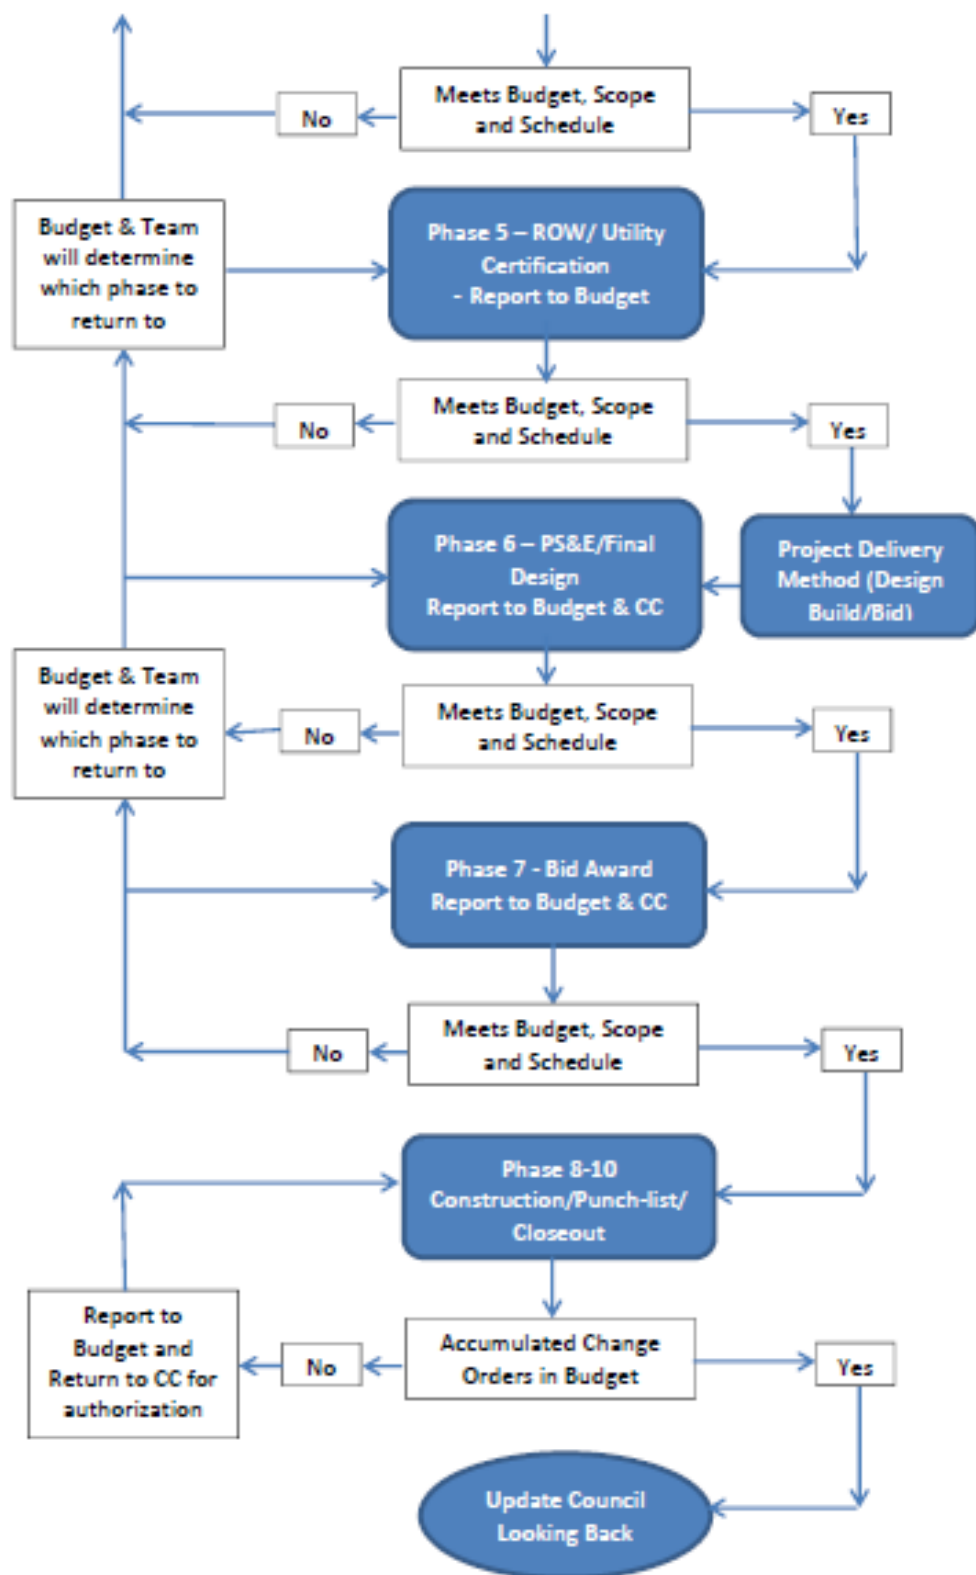 Meets Budget, Scope
and Schedule
No
Yes
Budget & Team
will determine
which phase to
return to
Phase 5 – ROW/ Utility
Certification
- Report to Budget
Meets Budget, Scope
and Schedule
No
Yes
Phase 6 – PS&E/Final
Design
Report to Budget & CC
Project Delivery
Method (Design
Build/Bid)
Budget & Team
will determine
which phase to
return to
Meets Budget, Scope
and Schedule
No
Yes
Phase 7 - Bid Award
Report to Budget & CC
Meets Budget, Scope
and Schedule
No
Yes
Phase 8-10
Construction/Punch-list/
Closeout
Report to
Budget and
Return to CC for
authorization
Accumulated Change
Orders in Budget
No
Yes
Update Council
Looking Back